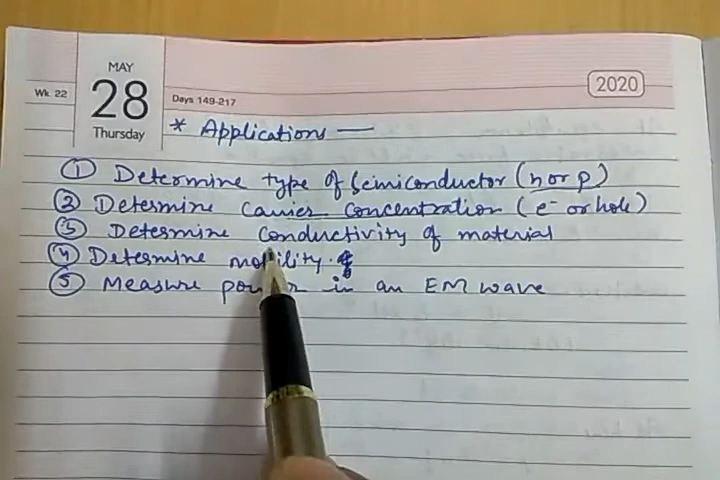 MAY
Wk. 22
28
Days 149-217
2020
Thursday
* Applications —
① Determine type of Semiconductor (n or p)
② Determine carrier concentration (e⁻ or hole)
③ Determine conductivity of material
④ Determine mobility.
⑤ Measure power in an EM wave